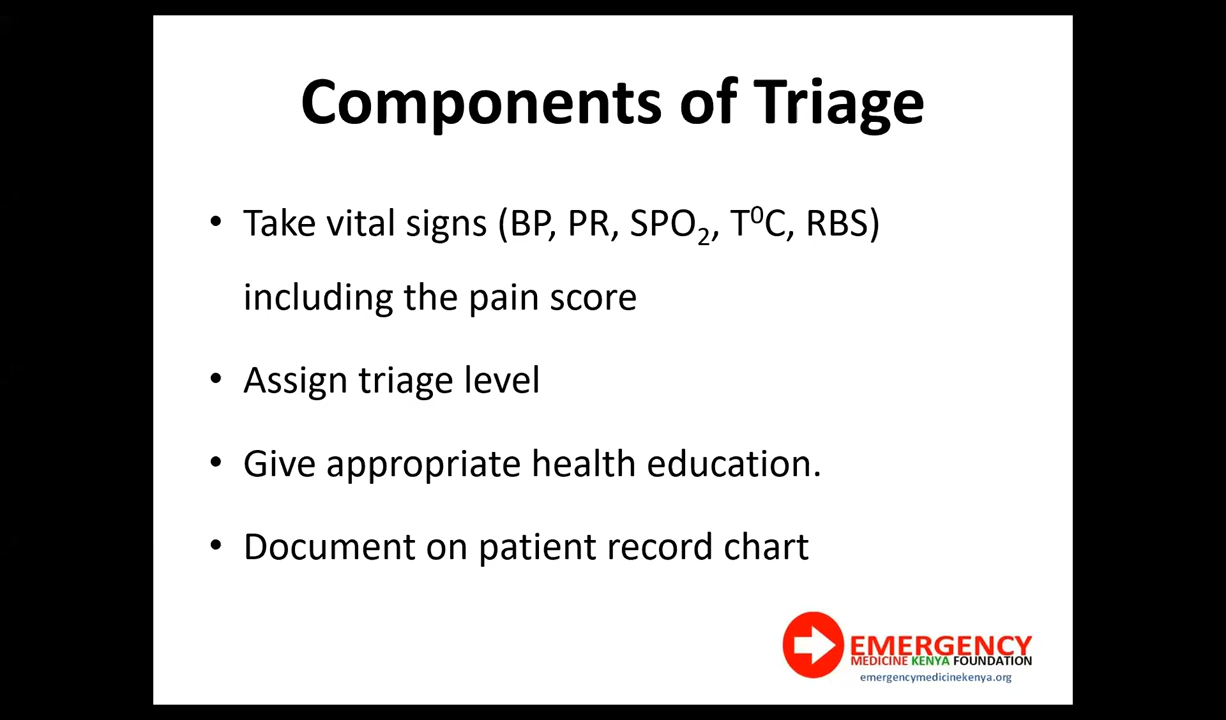 Components of Triage
• Take vital signs (BP, PR, SPO₂, T⁰C, RBS)
including the pain score
• Assign triage level
• Give appropriate health education.
• Document on patient record chart
EMERGENCY
MEDICINE KENYA FOUNDATION
emergencymedicinekenya.org